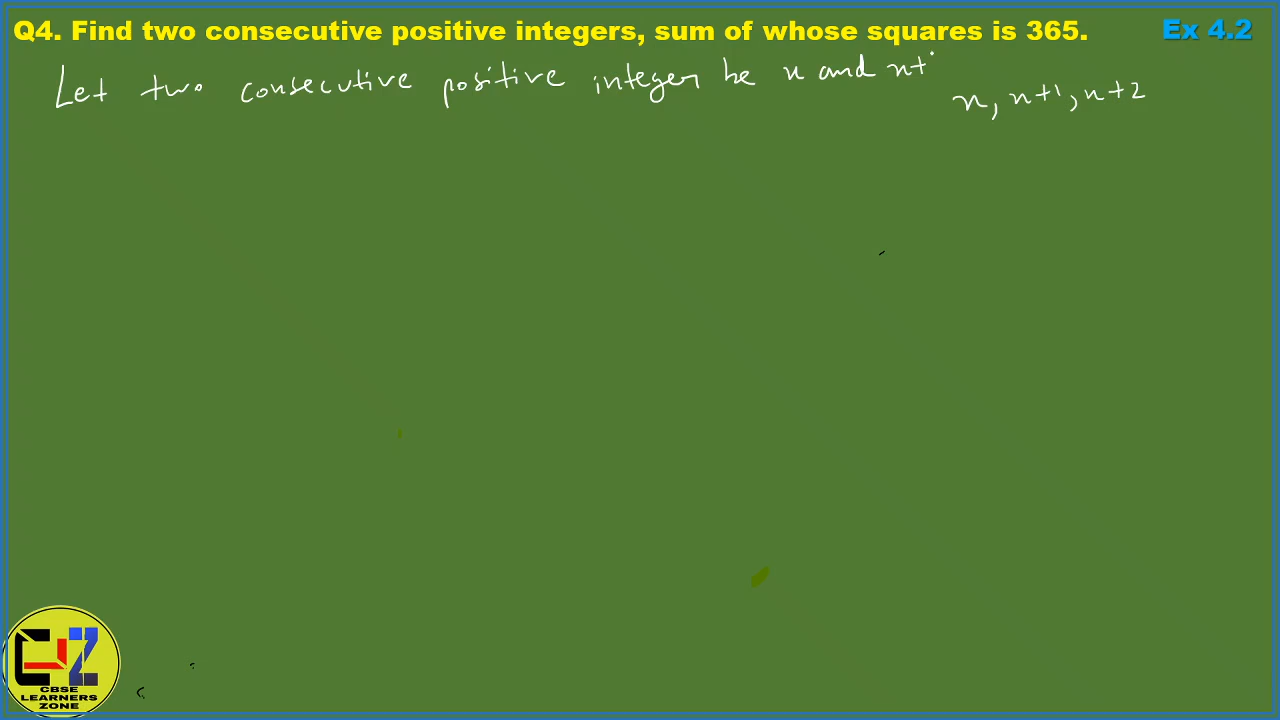 Q4. Find two consecutive positive integers, sum of whose squares is 365.
Ex 4.2
Let two consecutive positive integer be x and x+
x, x+1, x+2
CBSE
LEARNERS
ZONE